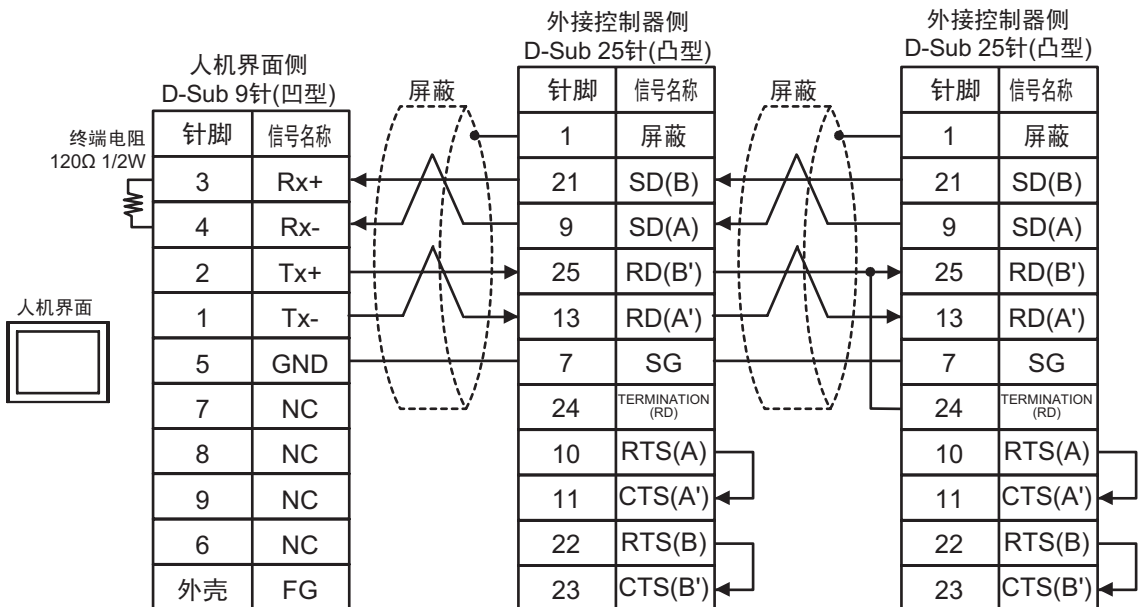 人机界面侧
D-Sub 9针(凹型)
终端电阻
120Ω 1/2W
针脚 信号名称
3 Rx+
4 Rx-
2 Tx+
1 Tx-
5 GND
7 NC
8 NC
9 NC
6 NC
外壳 FG
人机界面
屏蔽
外接控制器侧
D-Sub 25针(凸型)
针脚 信号名称
1 屏蔽
21 SD(B)
9 SD(A)
25 RD(B')
13 RD(A')
7 SG
24 TERMINATION
(RD)
10 RTS(A)
11 CTS(A')
22 RTS(B)
23 CTS(B')
屏蔽
外接控制器侧
D-Sub 25针(凸型)
针脚 信号名称
1 屏蔽
21 SD(B)
9 SD(A)
25 RD(B')
13 RD(A')
7 SG
24 TERMINATION
(RD)
10 RTS(A)
11 CTS(A')
22 RTS(B)
23 CTS(B')